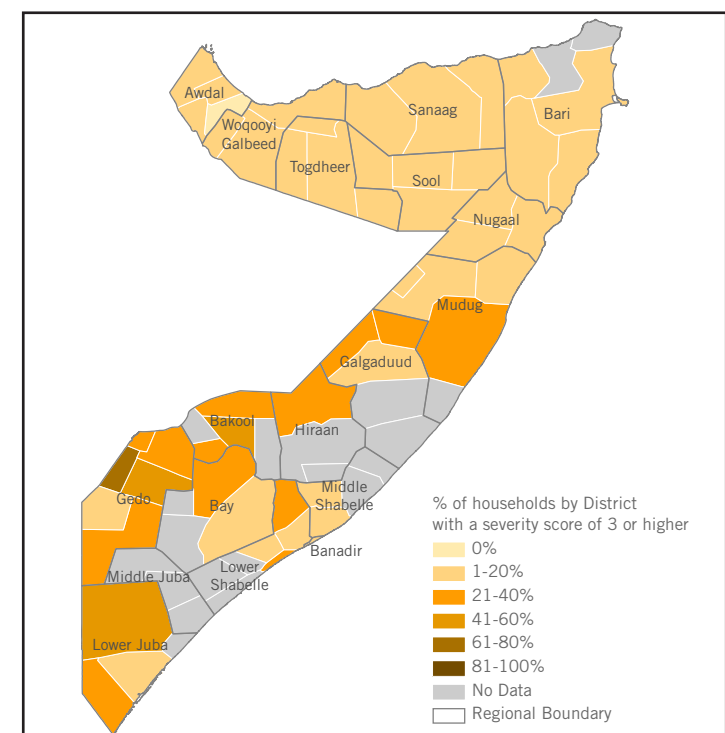 Awdal
Woqooyi
Galbeed
Togdheer
Sanaag
Sool
Bari
Nugaal
Mudug
Galgaduud
Hiraan
Bakool
Gedo
Bay
Middle
Shabelle
Banadir
Lower
Shabelle
Middle Juba
Lower Juba
% of households by District
with a severity score of 3 or higher
0%
1-20%
21-40%
41-60%
61-80%
81-100%
No Data
Regional Boundary